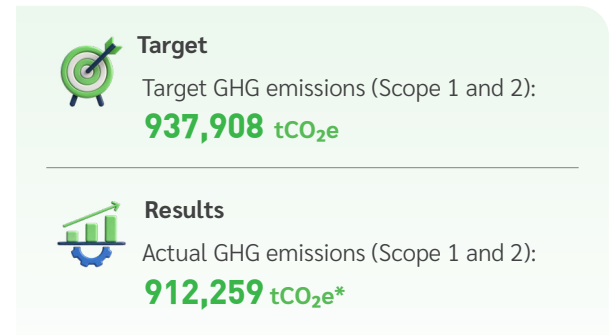 Target
Target GHG emissions (Scope 1 and 2):
937,908 tCO₂e
Results
Actual GHG emissions (Scope 1 and 2):
912,259 tCO₂e*